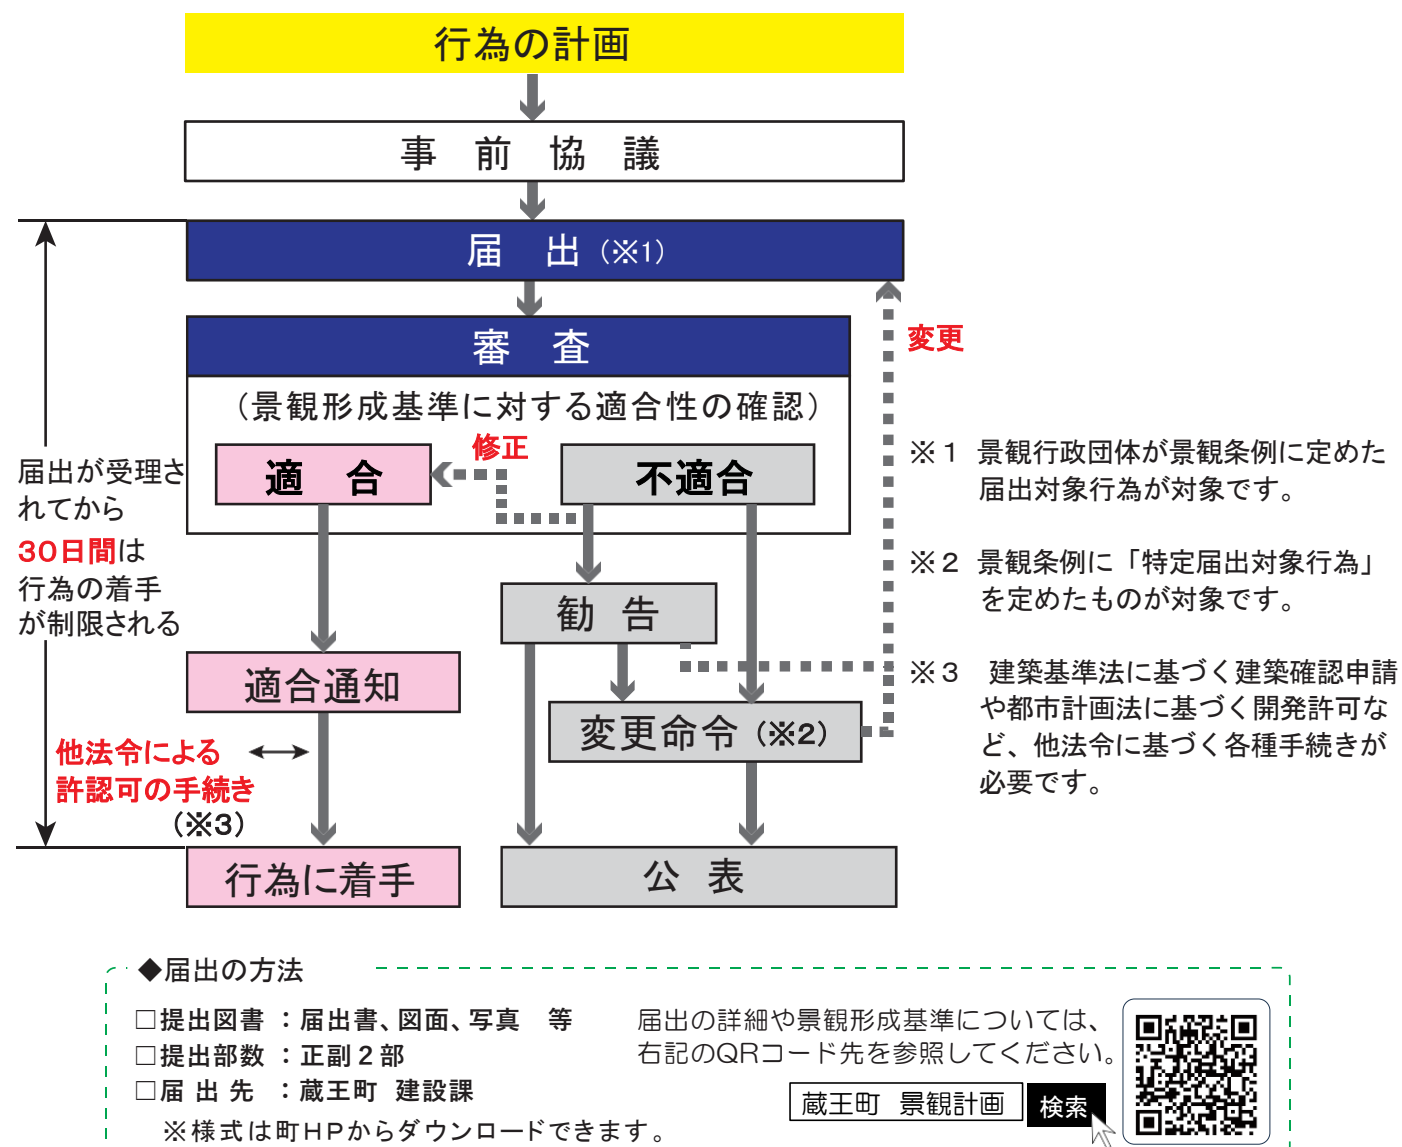 行為の計画
事 前 協 議
届 出 (※1)
審 査
（景観形成基準に対する適合性の確認）
適 合
修正
不適合
変更
届出が受理さ
れてから
30日間は
行為の着手
が制限される
勧 告
適合通知
変更命令 (※2)
他法令による
許認可の手続き
(※3)
行為に着手
公 表
※１ 景観行政団体が景観条例に定めた
届出対象行為が対象です。
※２ 景観条例に「特定届出対象行為」
を定めたものが対象です。
※３ 建築基準法に基づく建築確認申請
や都市計画法に基づく開発許可な
ど、他法令に基づく各種手続きが
必要です。
◆届出の方法
□提出図書 ：届出書、図面、写真 等
□提出部数 ：正副２部
□届 出 先 ：蔵王町 建設課
※様式は町HPからダウンロードできます。
届出の詳細や景観形成基準については、
右記のQRコード先を参照してください。
蔵王町 景観計画 検索